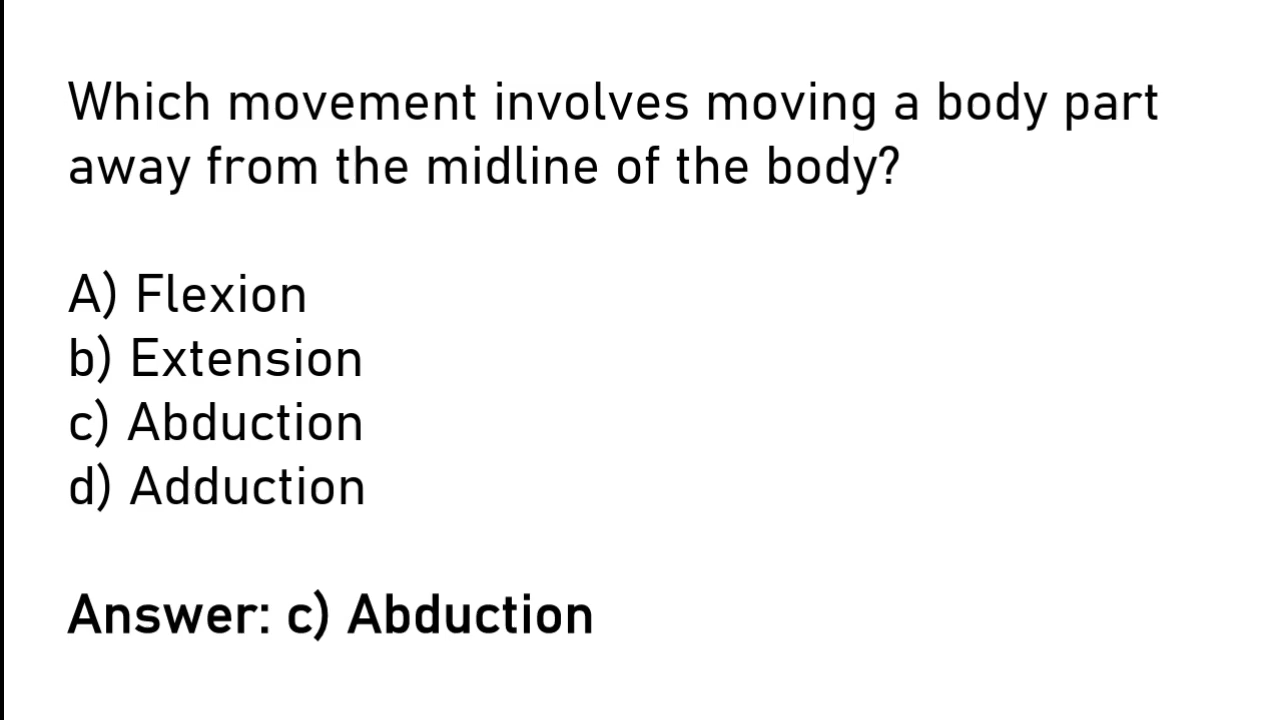 Which movement involves moving a body part
away from the midline of the body?
A) Flexion
b) Extension
c) Abduction
d) Adduction
Answer: c) Abduction